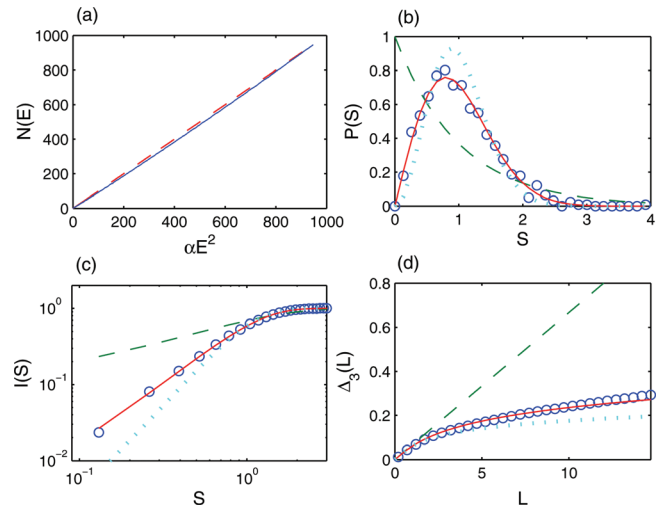 (a)
1000
800
600
400
200
0
N(E)
0 200 400 600 800 1000
αE²
(b)
1
0.8
0.6
0.4
0.2
0
P(S)
0 1 2 3 4
S
(c)
10⁰
10⁻¹
10⁻²
I(S)
10⁻¹ 10⁰
S
(d)
0.8
0.6
0.4
0.2
0
Δ₃(L)
0 5 10
L